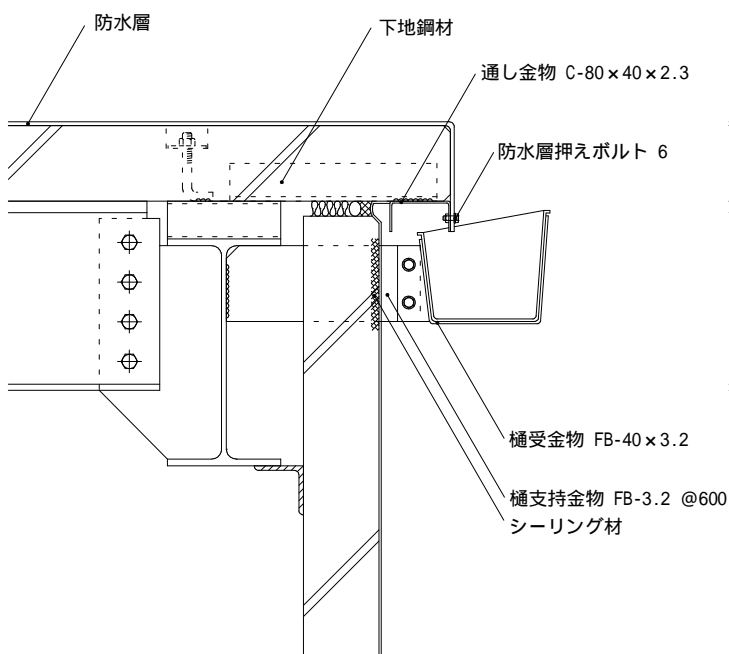 防水層
下地鋼材
通し金物 C-80×40×2.3
防水層押えボルト 6
樋受金物 FB-40×3.2
樋支持金物 FB-3.2 @600
シーリング材